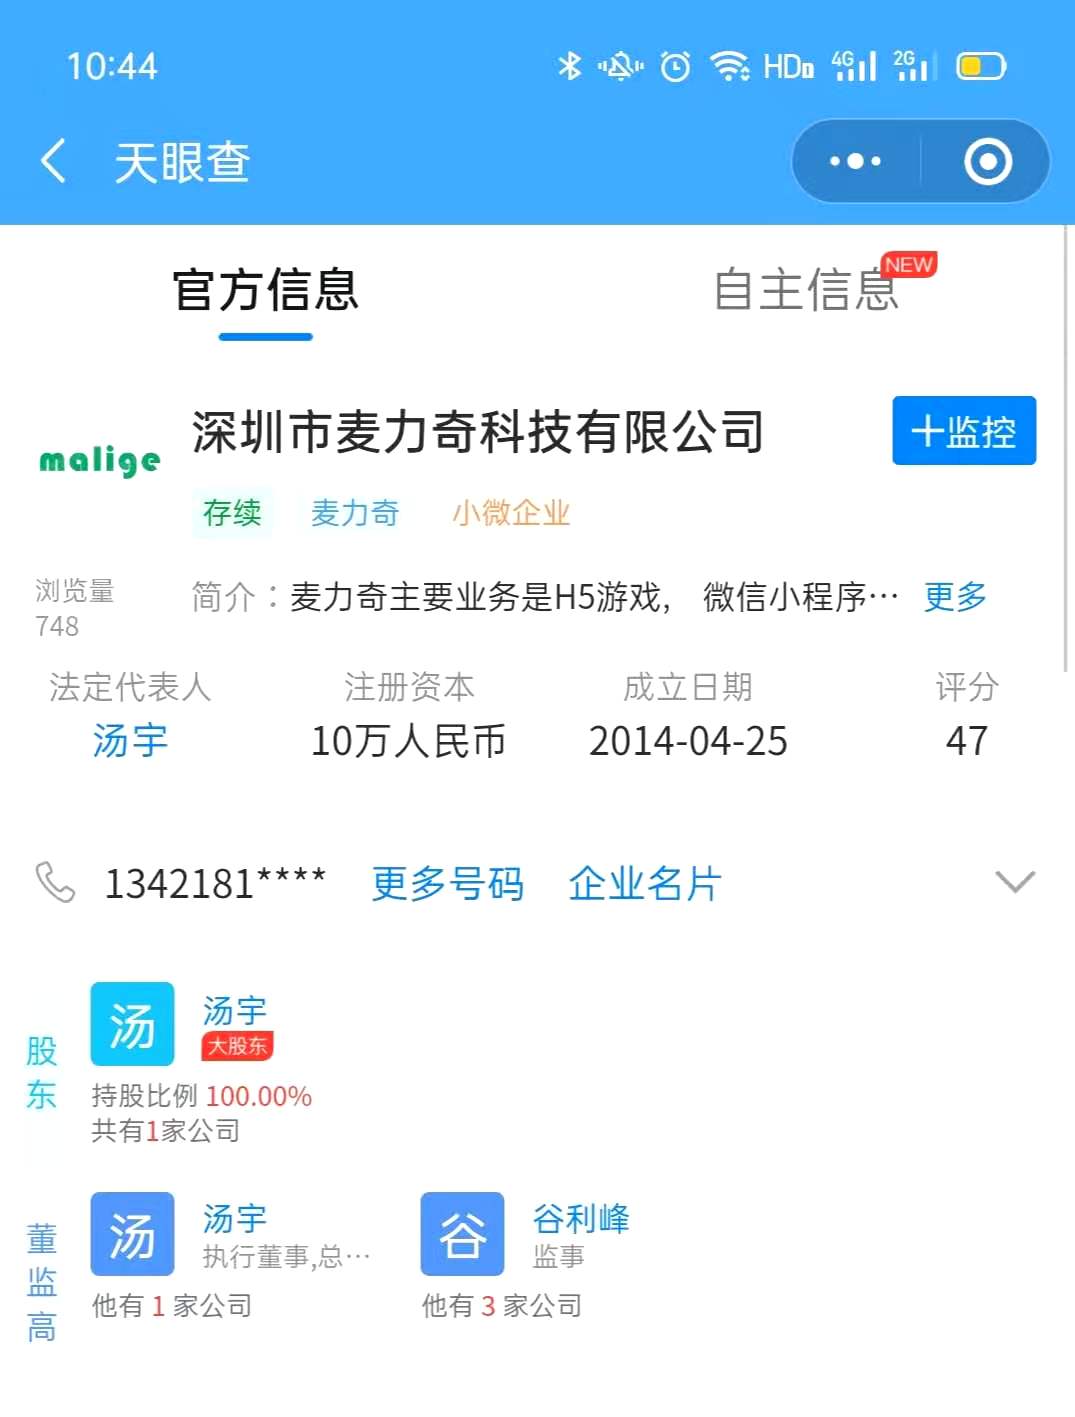 10:44
HD
4G
2G
天眼查
官方信息
自主信息
NEW
malige
深圳市麦力奇科技有限公司
十监控
存续
麦力奇
小微企业
浏览量
748
简介：麦力奇主要业务是H5游戏, 微信小程序… 更多
法定代表人
注册资本
成立日期
评分
汤宇
10万人民币
2014-04-25
47
1342181****
更多号码
企业名片
股东
汤
汤宇
大股东
持股比例 100.00%
共有1家公司
董监高
汤
汤宇
执行董事,总…
他有 1 家公司
谷
谷利峰
监事
他有 3 家公司